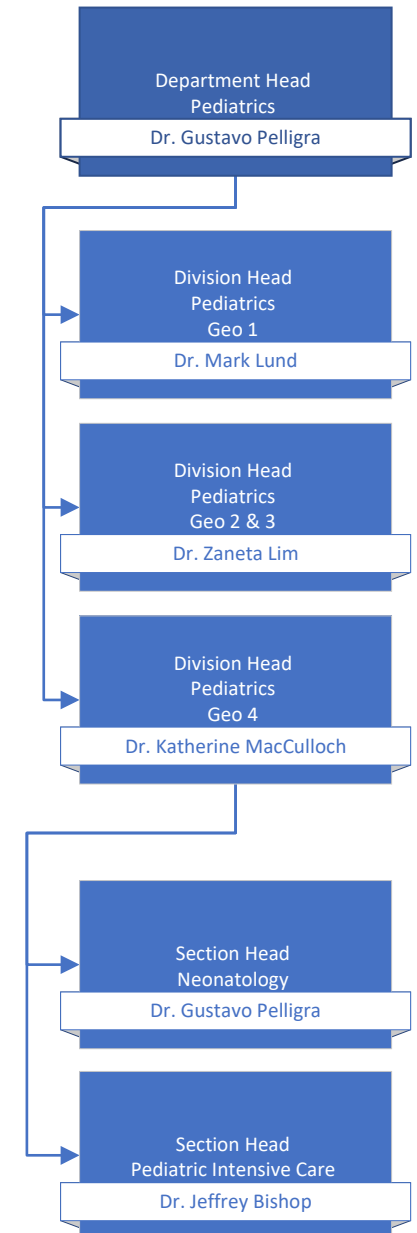 Department Head
Pediatrics
Dr. Gustavo Pelligra
Division Head
Pediatrics
Geo 1
Dr. Mark Lund
Division Head
Pediatrics
Geo 2 & 3
Dr. Zaneta Lim
Division Head
Pediatrics
Geo 4
Dr. Katherine MacCulloch
Section Head
Neonatology
Dr. Gustavo Pelligra
Section Head
Pediatric Intensive Care
Dr. Jeffrey Bishop